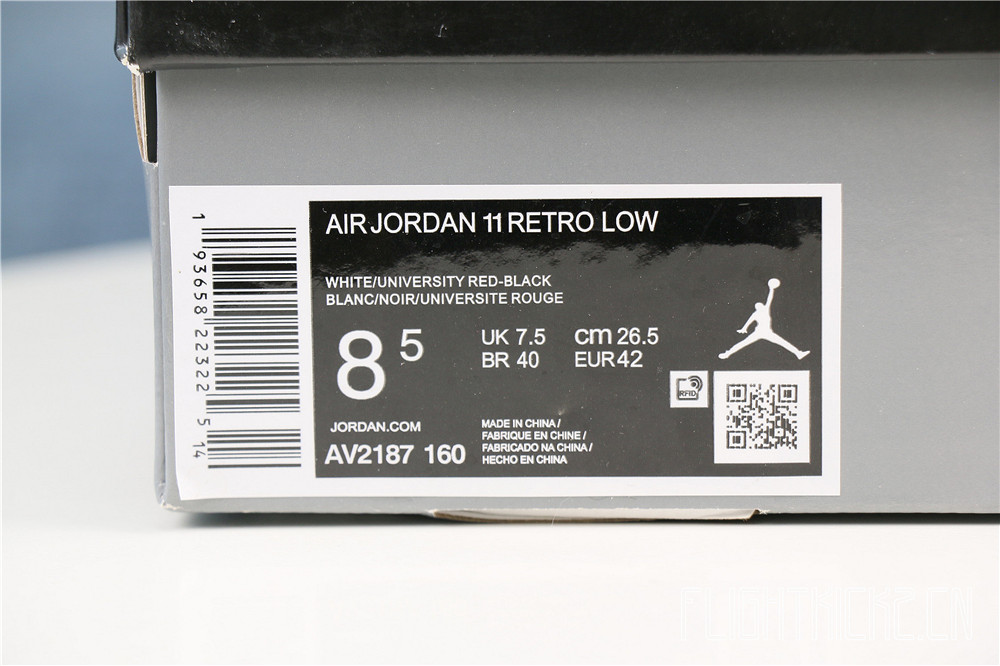 AIR JORDAN 11 RETRO LOW
WHITE/UNIVERSITY RED-BLACK
BLANC/NOIR/UNIVERSITE ROUGE
8 5
UK 7.5 cm 26.5
BR 40 EUR 42
RFID
JORDAN.COM
AV2187 160
MADE IN CHINA /
FABRIQUE EN CHINE /
FABRICADO NA CHINA /
HECHO EN CHINA
1 93658 22322 5 14